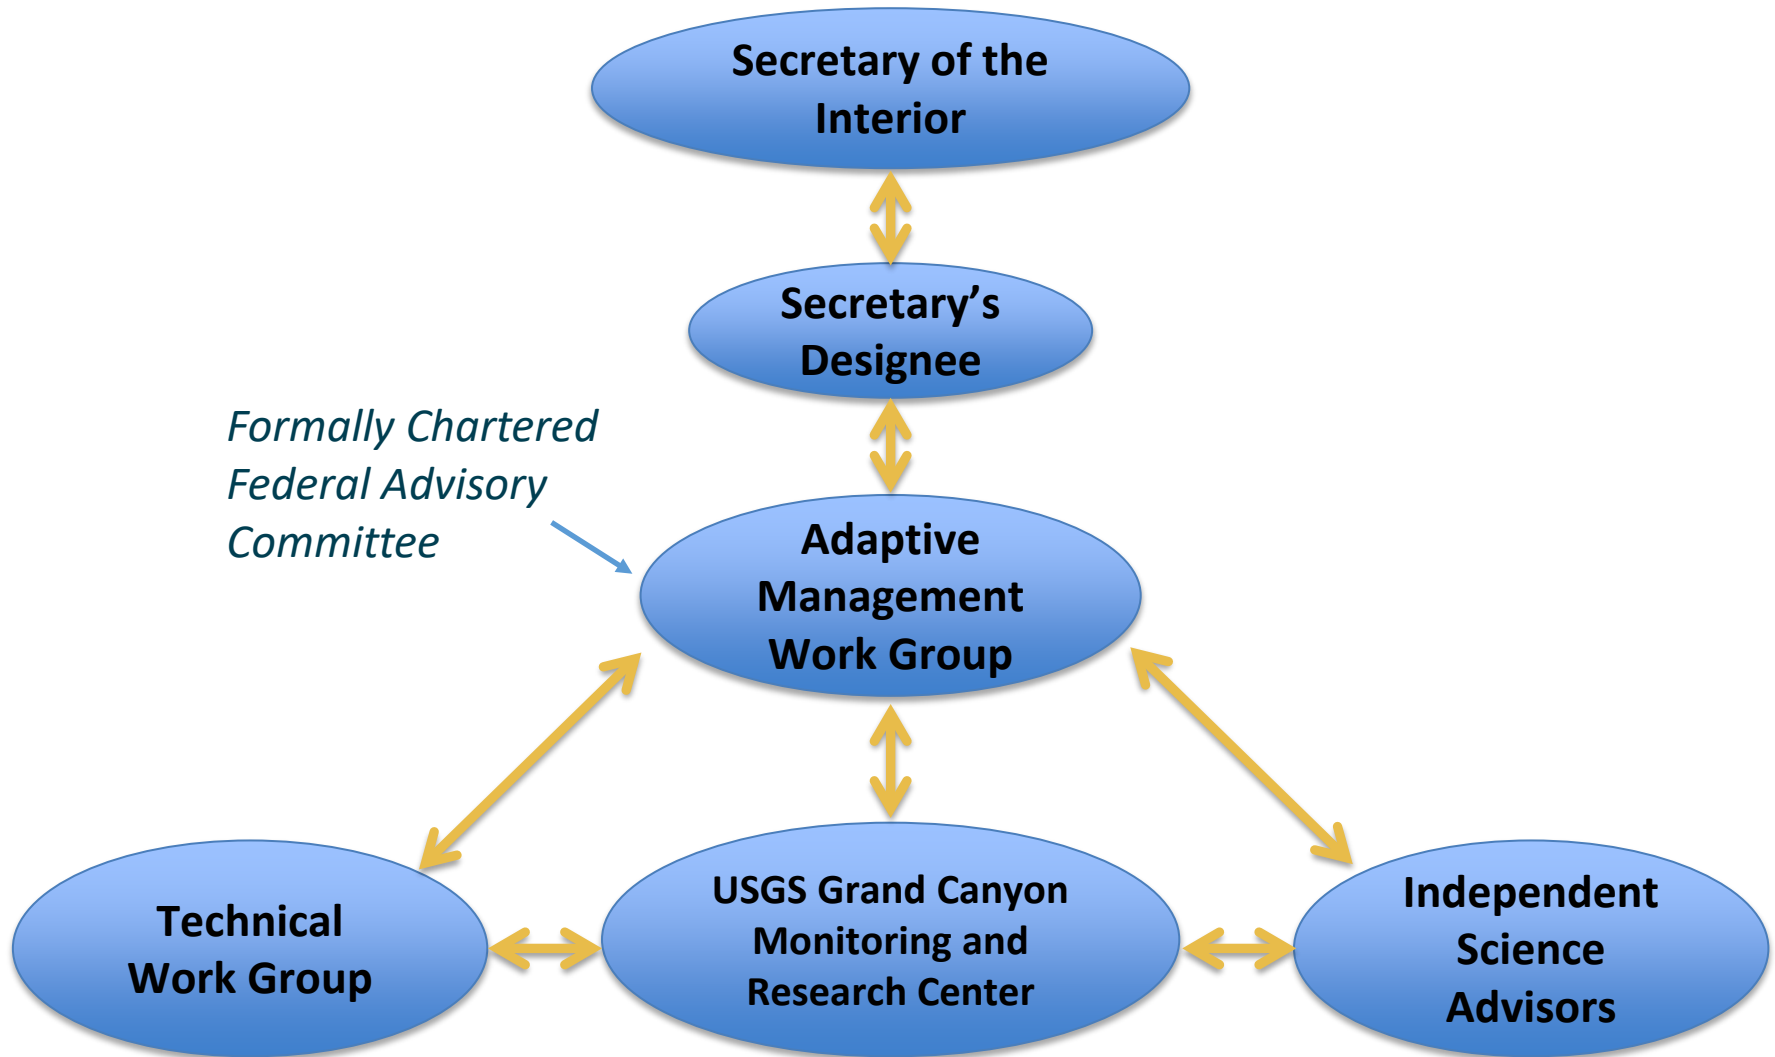 Secretary of the
Interior
Secretary’s
Designee
Formally Chartered
Federal Advisory
Committee
Adaptive
Management
Work Group
Technical
Work Group
USGS Grand Canyon
Monitoring and
Research Center
Independent
Science
Advisors